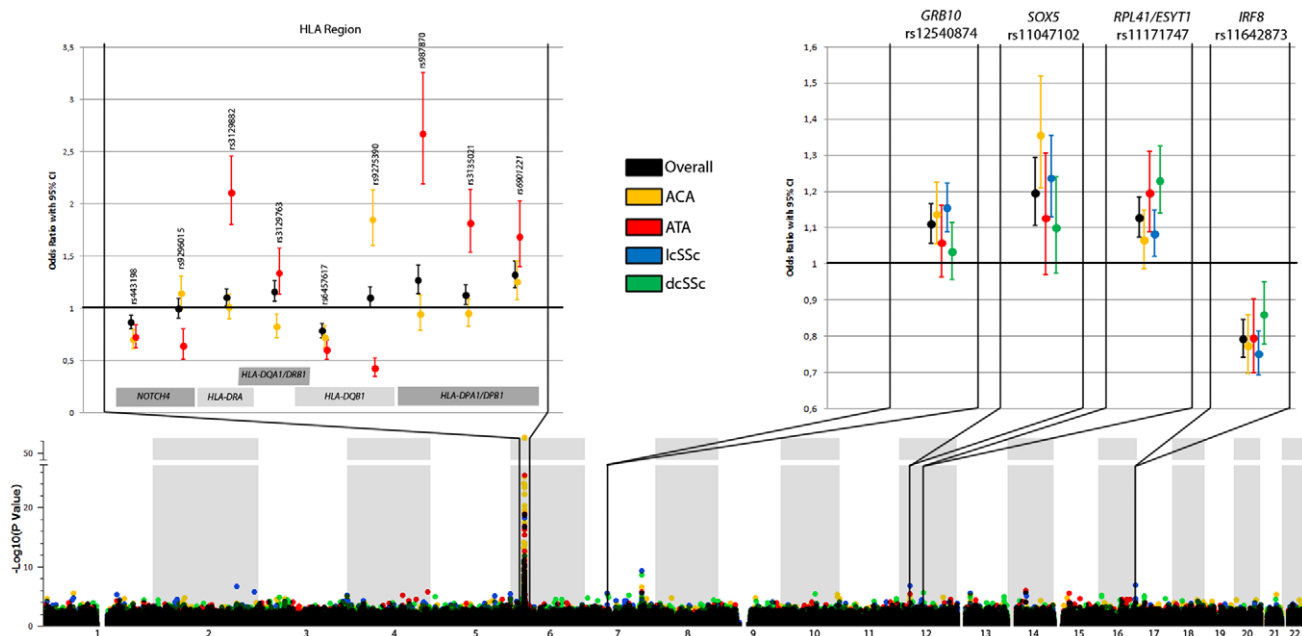 HLA Region
Odds Ratio with 95% CI
3,5
3
2,5
2
1,5
1
0,5
0
rs443198
rs9296015
rs3129882
rs3129763
rs6457617
rs9275390
rs987870
rs3135021
rs6901221
NOTCH4
HLA-DRA
HLA-DQA1/DRB1
HLA-DQB1
HLA-DPA1/DPB1
Overall
ACA
ATA
lcSSc
dcSSc
GRB10 SOX5 RPL41/ESYT1 IRF8
rs12540874 rs11047102 rs11171747 rs11642873
Odds Ratio with 95% CI
1,6
1,5
1,4
1,3
1,2
1,1
1
0,9
0,8
0,7
0,6
-Log10(P Value)
50
20
10
0
1 2 3 4 5 6 7 8 9 10 11 12 13 14 15 16 17 18 19 20 21 22